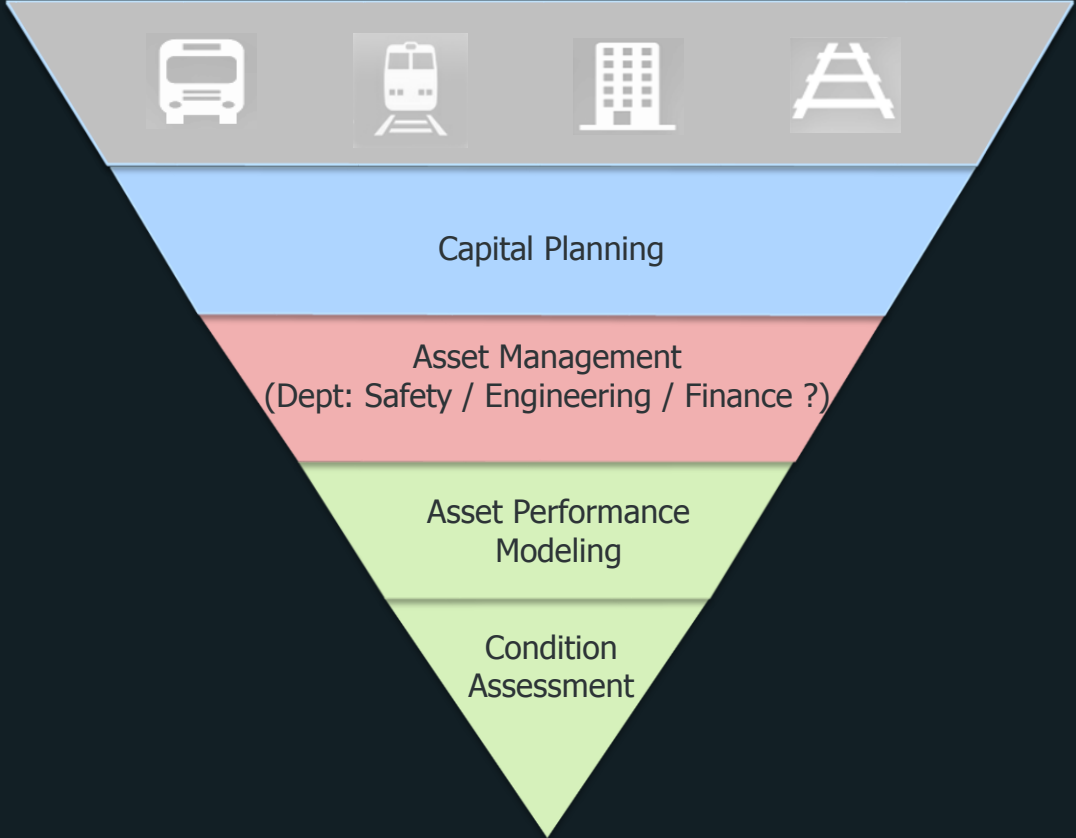 Capital Planning
Asset Management
(Dept: Safety / Engineering / Finance ?)
Asset Performance
Modeling
Condition
Assessment